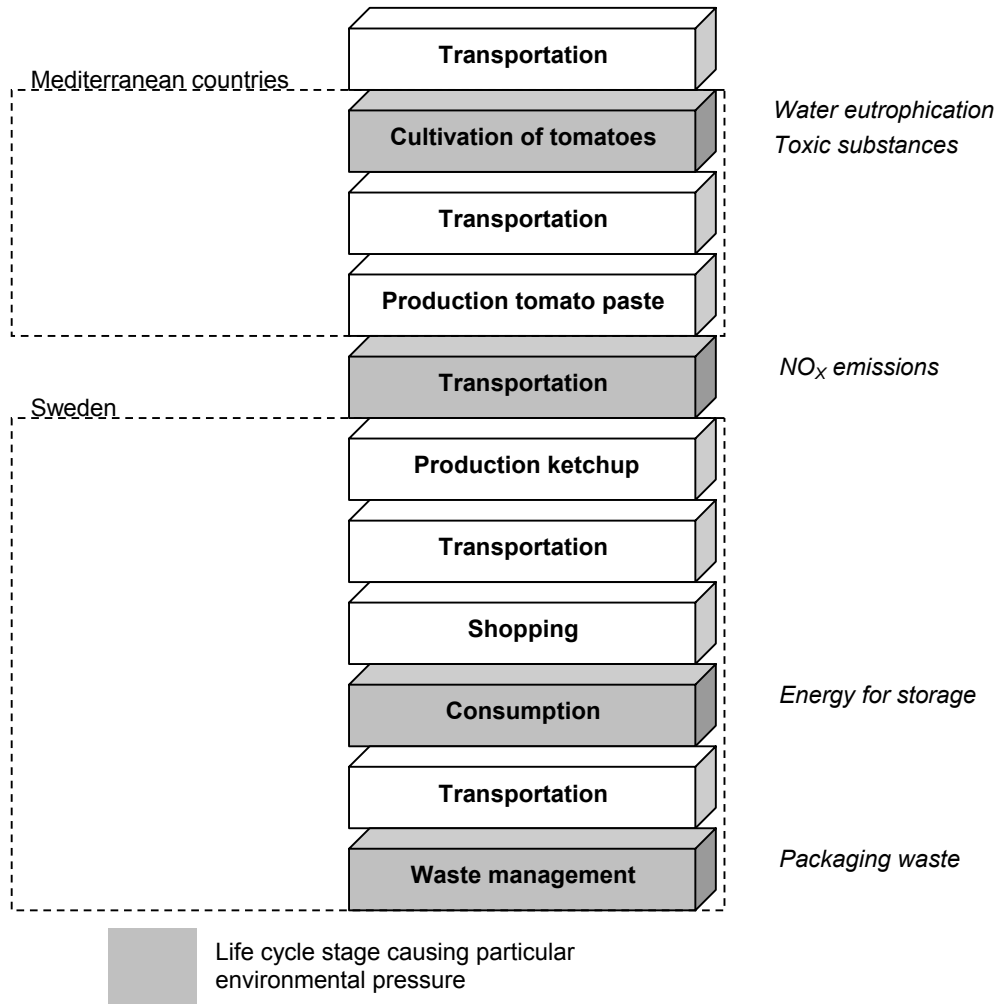 Transportation
Mediterranean countries
Water eutrophication
Cultivation of tomatoes
Toxic substances
Transportation
Production tomato paste
Transportation
NOX emissions
Sweden
Production ketchup
Transportation
Shopping
Consumption
Energy for storage
Transportation
Waste management
Packaging waste
Life cycle stage causing particular
environmental pressure